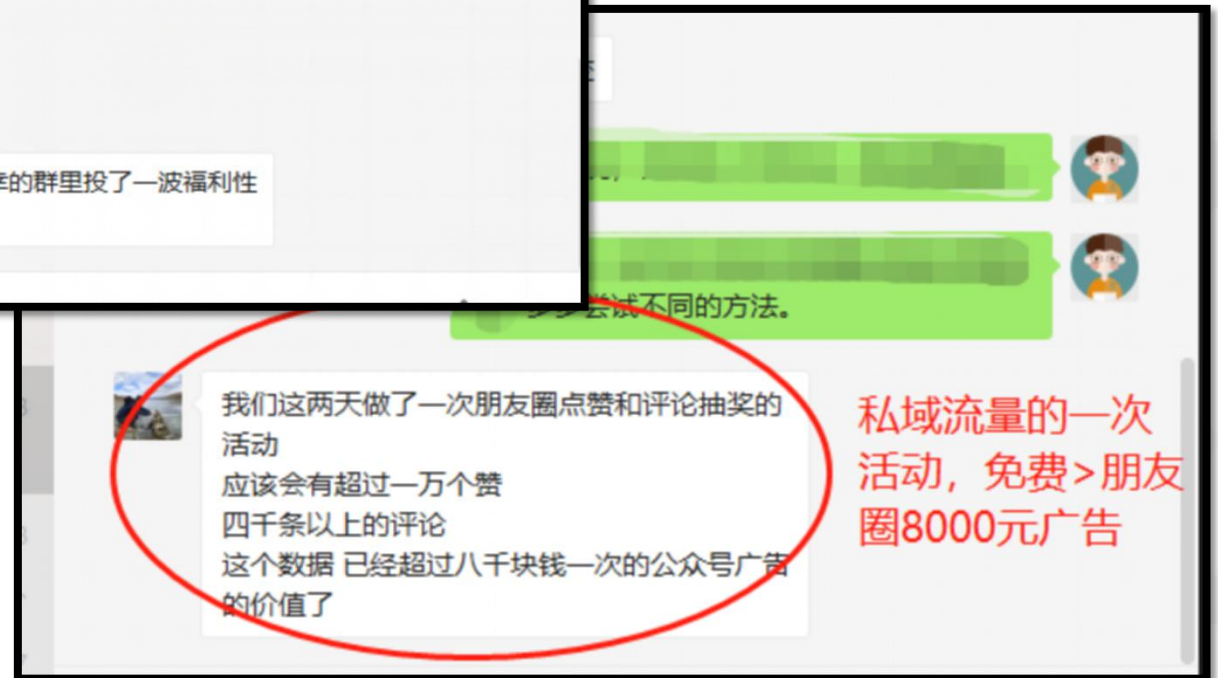 的群里投了一波福利性
尝试不同的方法。
我们这两天做了一次朋友圈点赞和评论抽奖的
活动
应该会有超过一万个赞
四千条以上的评论
这个数据 已经超过八千块钱一次的公众号广告
的价值了
私域流量的一次
活动，免费>朋友
圈8000元广告